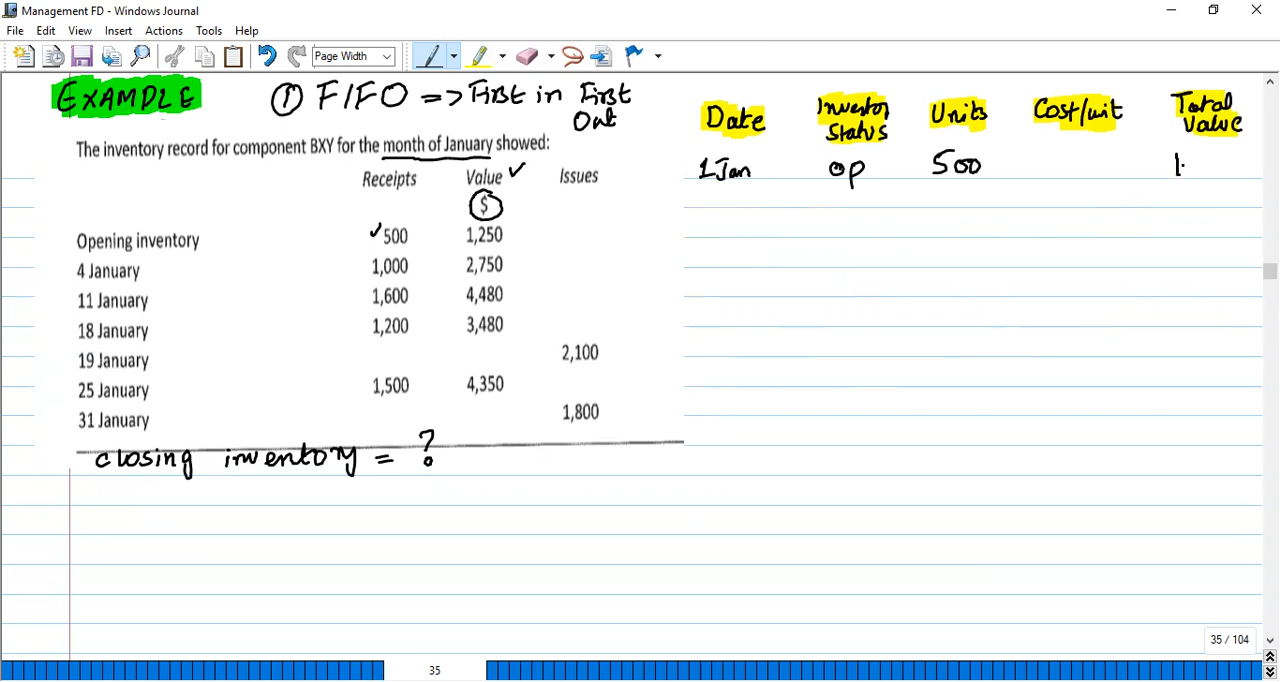 Management FD - Windows Journal
File Edit View Insert Actions Tools Help
Page Width
EXAMPLE ① FIFO => First in First Out
The inventory record for component BXY for the month of January showed:
Receipts Value Issues
$
Opening inventory 500 1,250
4 January 1,000 2,750
11 January 1,600 4,480
18 January 1,200 3,480
19 January 2,100
25 January 1,500 4,350
31 January 1,800
closing inventory = ?
Date Inventor Status Units Cost/unit Total Value
1 Jan op 500 1
35 / 104
35